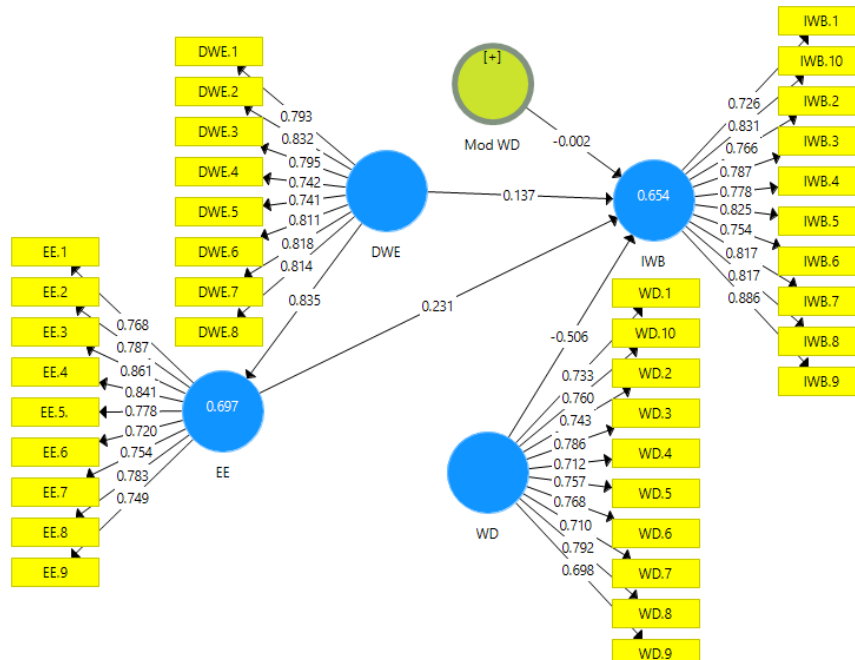 DWE.1
DWE.2
DWE.3
DWE.4
DWE.5
DWE.6
DWE.7
DWE.8
0.793
0.832
0.795
0.742
0.741
0.811
0.818
0.814
DWE
[+]
Mod WD
-0.002
0.137
0.835
0.231
-0.506
IWB.1
IWB.10
IWB.2
IWB.3
IWB.4
IWB.5
IWB.6
IWB.7
IWB.8
IWB.9
0.726
0.831
0.766
0.787
0.778
0.825
0.754
0.817
0.817
0.886
0.654
IWB
EE.1
EE.2
EE.3
EE.4
EE.5.
EE.6
EE.7
EE.8
EE.9
0.768
0.787
0.861
0.841
0.778
0.720
0.754
0.783
0.749
0.697
EE
WD.1
WD.10
WD.2
WD.3
WD.4
WD.5
WD.6
WD.7
WD.8
WD.9
0.733
0.760
0.743
0.786
0.712
0.757
0.768
0.710
0.792
0.698
WD